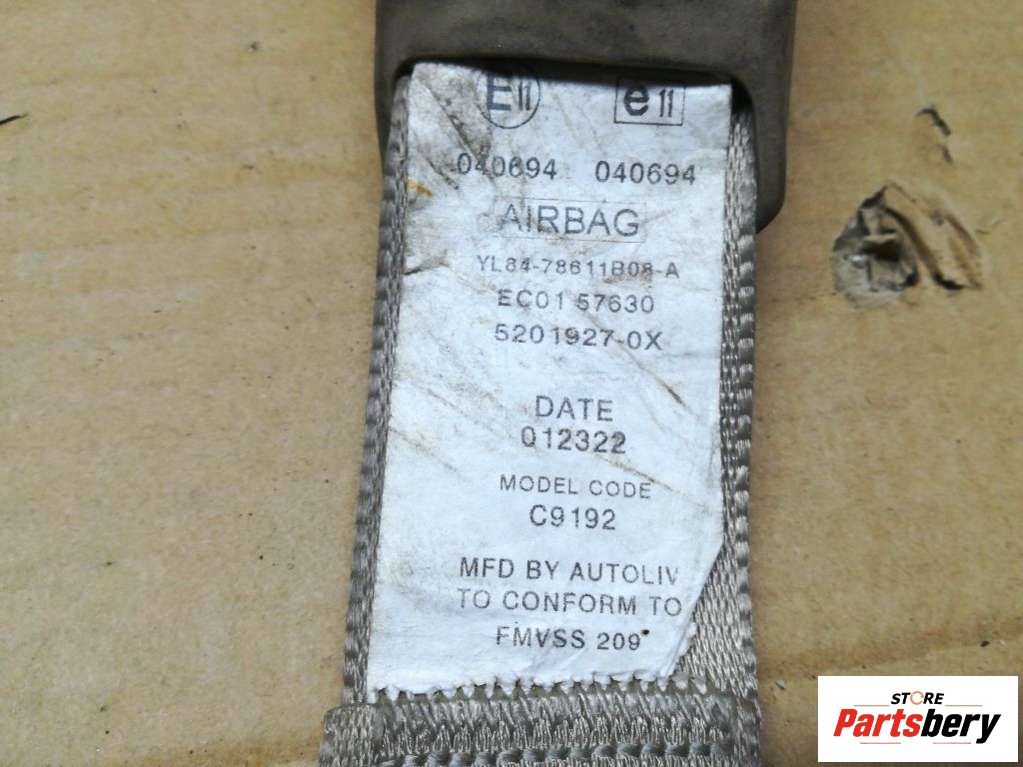 E11 e11
040694 040694
AIRBAG
YL84-78611B08-A
EC01 57630
5201927-0X
DATE
012322
MODEL CODE
C9192
MFD BY AUTOLIV
TO CONFORM TO
FMVSS 209
STORE
Partsbery